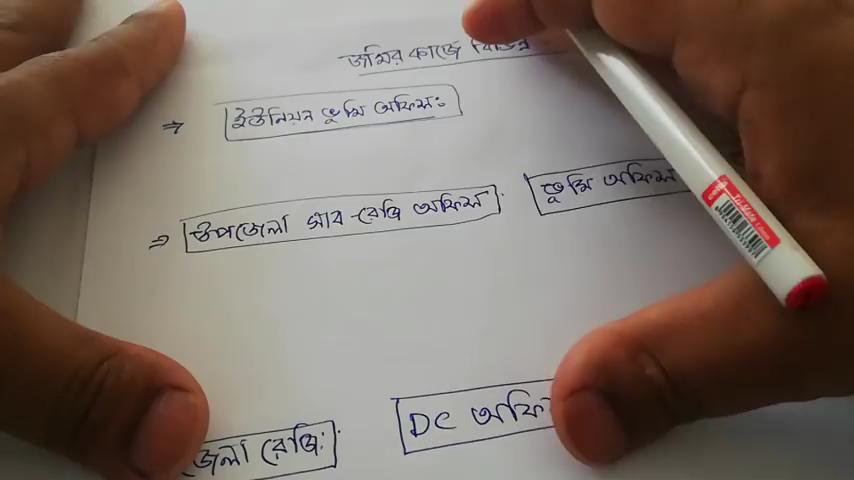 জমির কাজে বিভিন্ন
⇒ ইউনিয়ন ভূমি অফিস:
⇒ উপজেলা সাব-রেজি অফিস ভূমি অফিস
জেলা রেজি: DC অফি